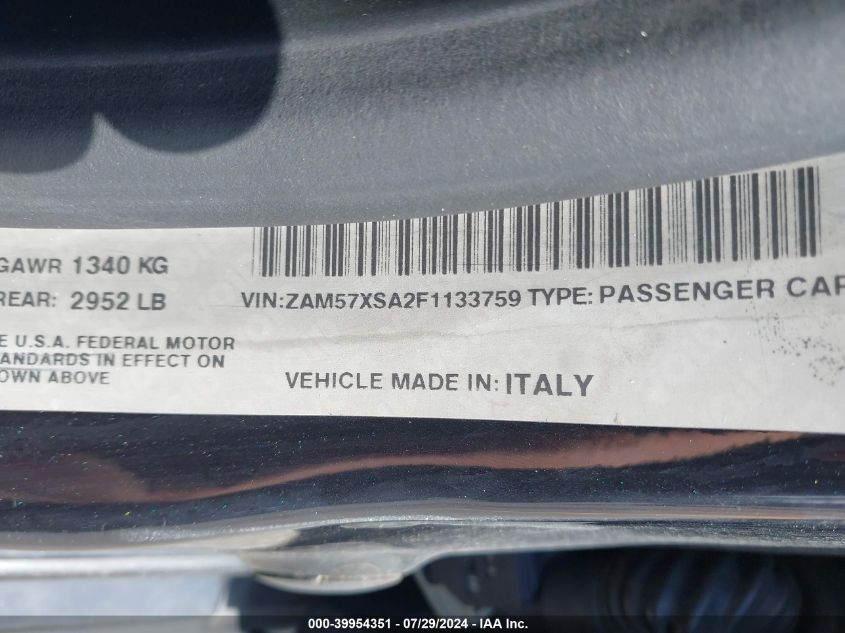 GAWR 1340 KG
REAR: 2952 LB
VIN:ZAM57XSA2F1133759 TYPE: PASSENGER CAR
E U.S.A. FEDERAL MOTOR
ANDARDS IN EFFECT ON
OWN ABOVE
VEHICLE MADE IN: ITALY
000-39954351 - 07/29/2024 - IAA Inc.